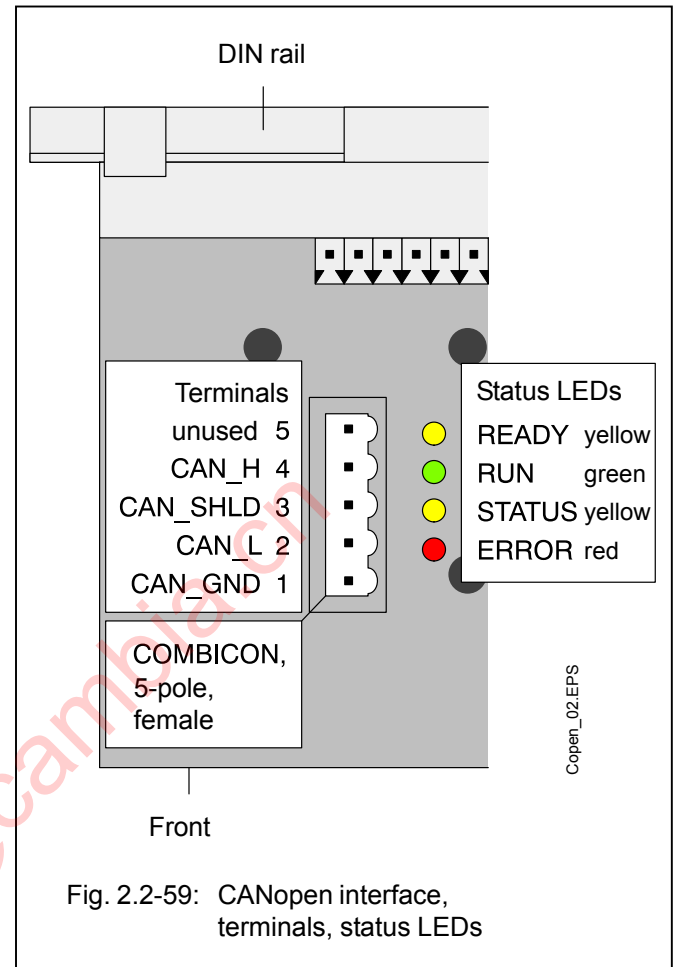 DIN rail
Terminals
unused 5
CAN_H 4
CAN_SHLD 3
CAN_L 2
CAN_GND 1
COMBICON,
5-pole,
female
Status LEDs
READY yellow
RUN green
STATUS yellow
ERROR red
Copen_02.EPS
Front
Fig. 2.2-59: CANopen interface,
terminals, status LEDs
ecambia.cn